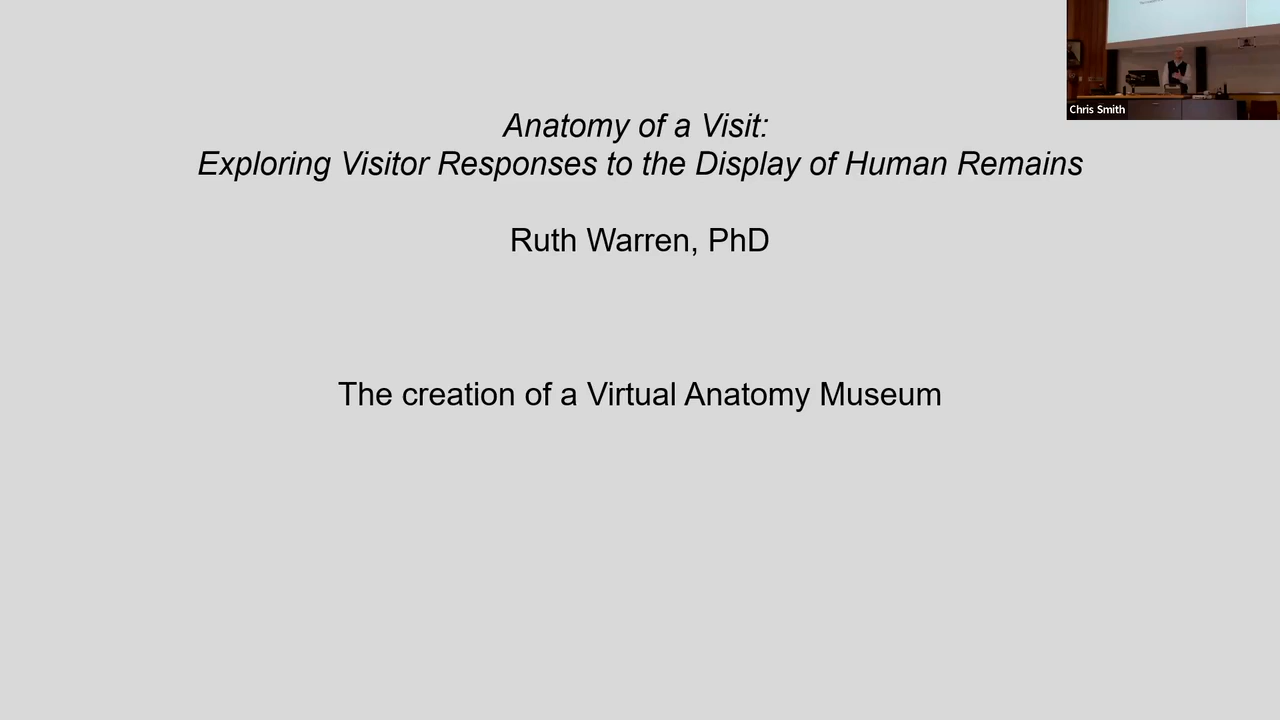 Anatomy of a Visit:
Exploring Visitor Responses to the Display of Human Remains
Ruth Warren, PhD
The creation of a Virtual Anatomy Museum
Chris Smith